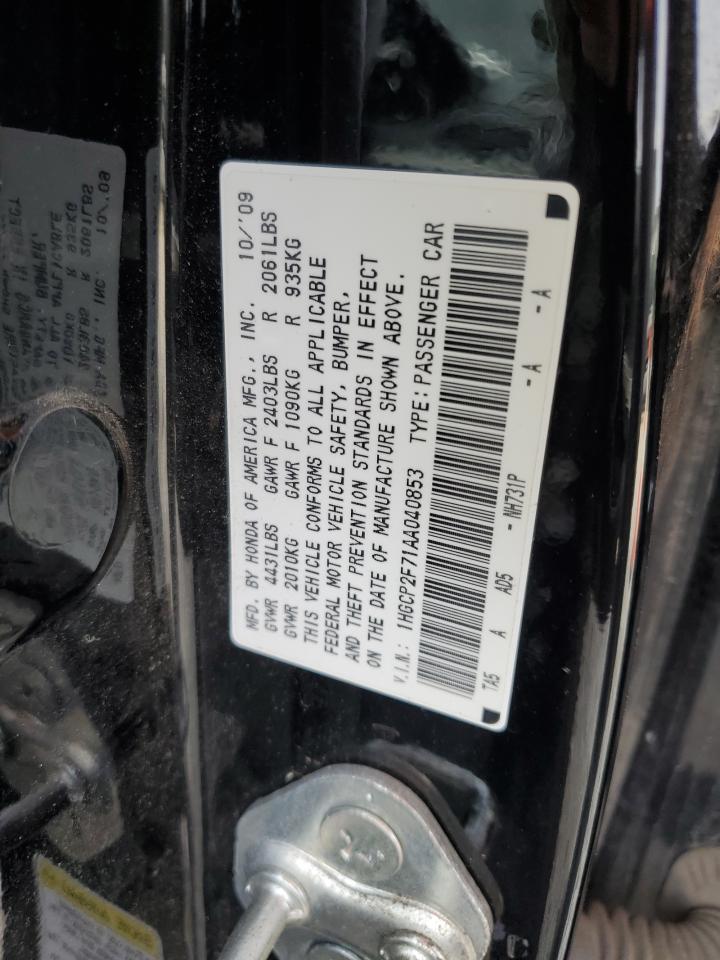 MFD. BY HONDA OF AMERICA MFG., INC. 10/'09
GVWR 4431LBS GAWR F 2403LBS R 2061LBS
GVWR 2010KG GAWR F 1090KG R 935KG
THIS VEHICLE CONFORMS TO ALL APPLICABLE
FEDERAL MOTOR VEHICLE SAFETY, BUMPER,
AND THEFT PREVENTION STANDARDS IN EFFECT
ON THE DATE OF MANUFACTURE SHOWN ABOVE.
V.I.N.: 1HGCP2F71AA040853 TYPE:PASSENGER CAR
TA5 A AD5 - NH731P - A - A